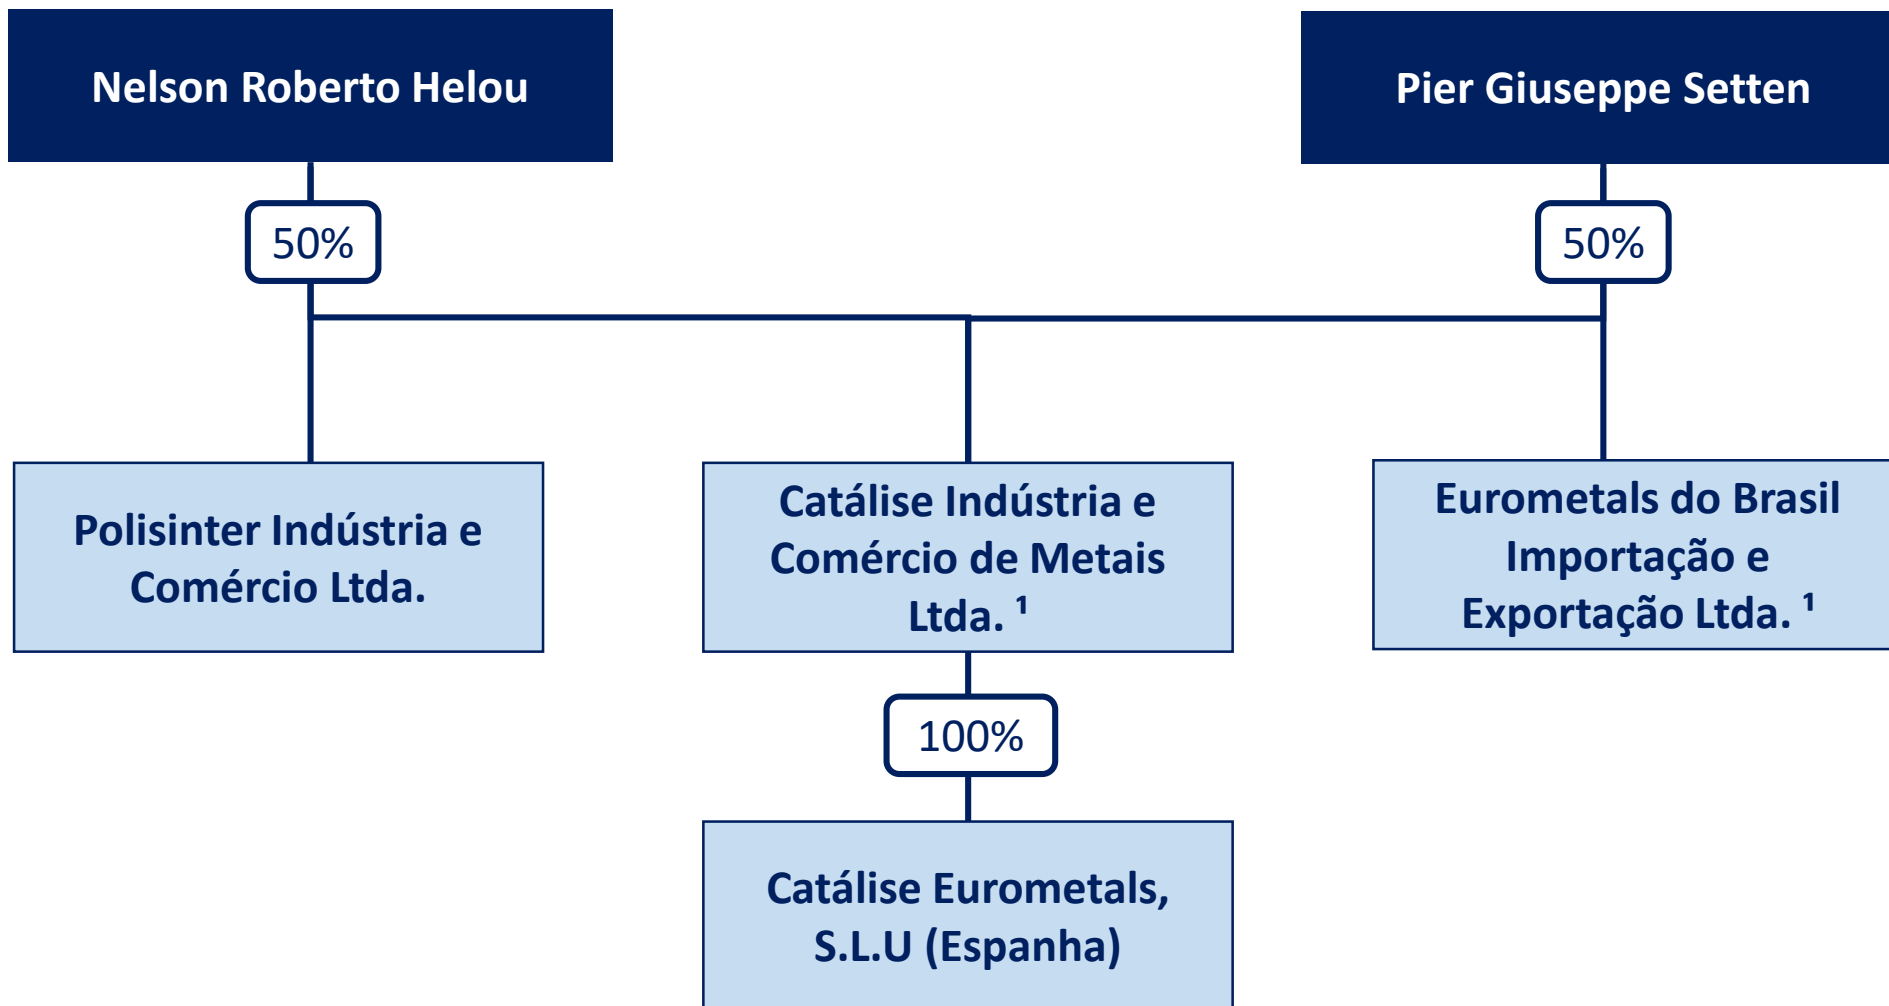 Nelson Roberto Helou
Pier Giuseppe Setten
50%
50%
Polisinter Indústria e
Comércio Ltda.
Catálise Indústria e
Comércio de Metais
Ltda. ¹
Eurometals do Brasil
Importação e
Exportação Ltda. ¹
100%
Catálise Eurometals,
S.L.U (Espanha)